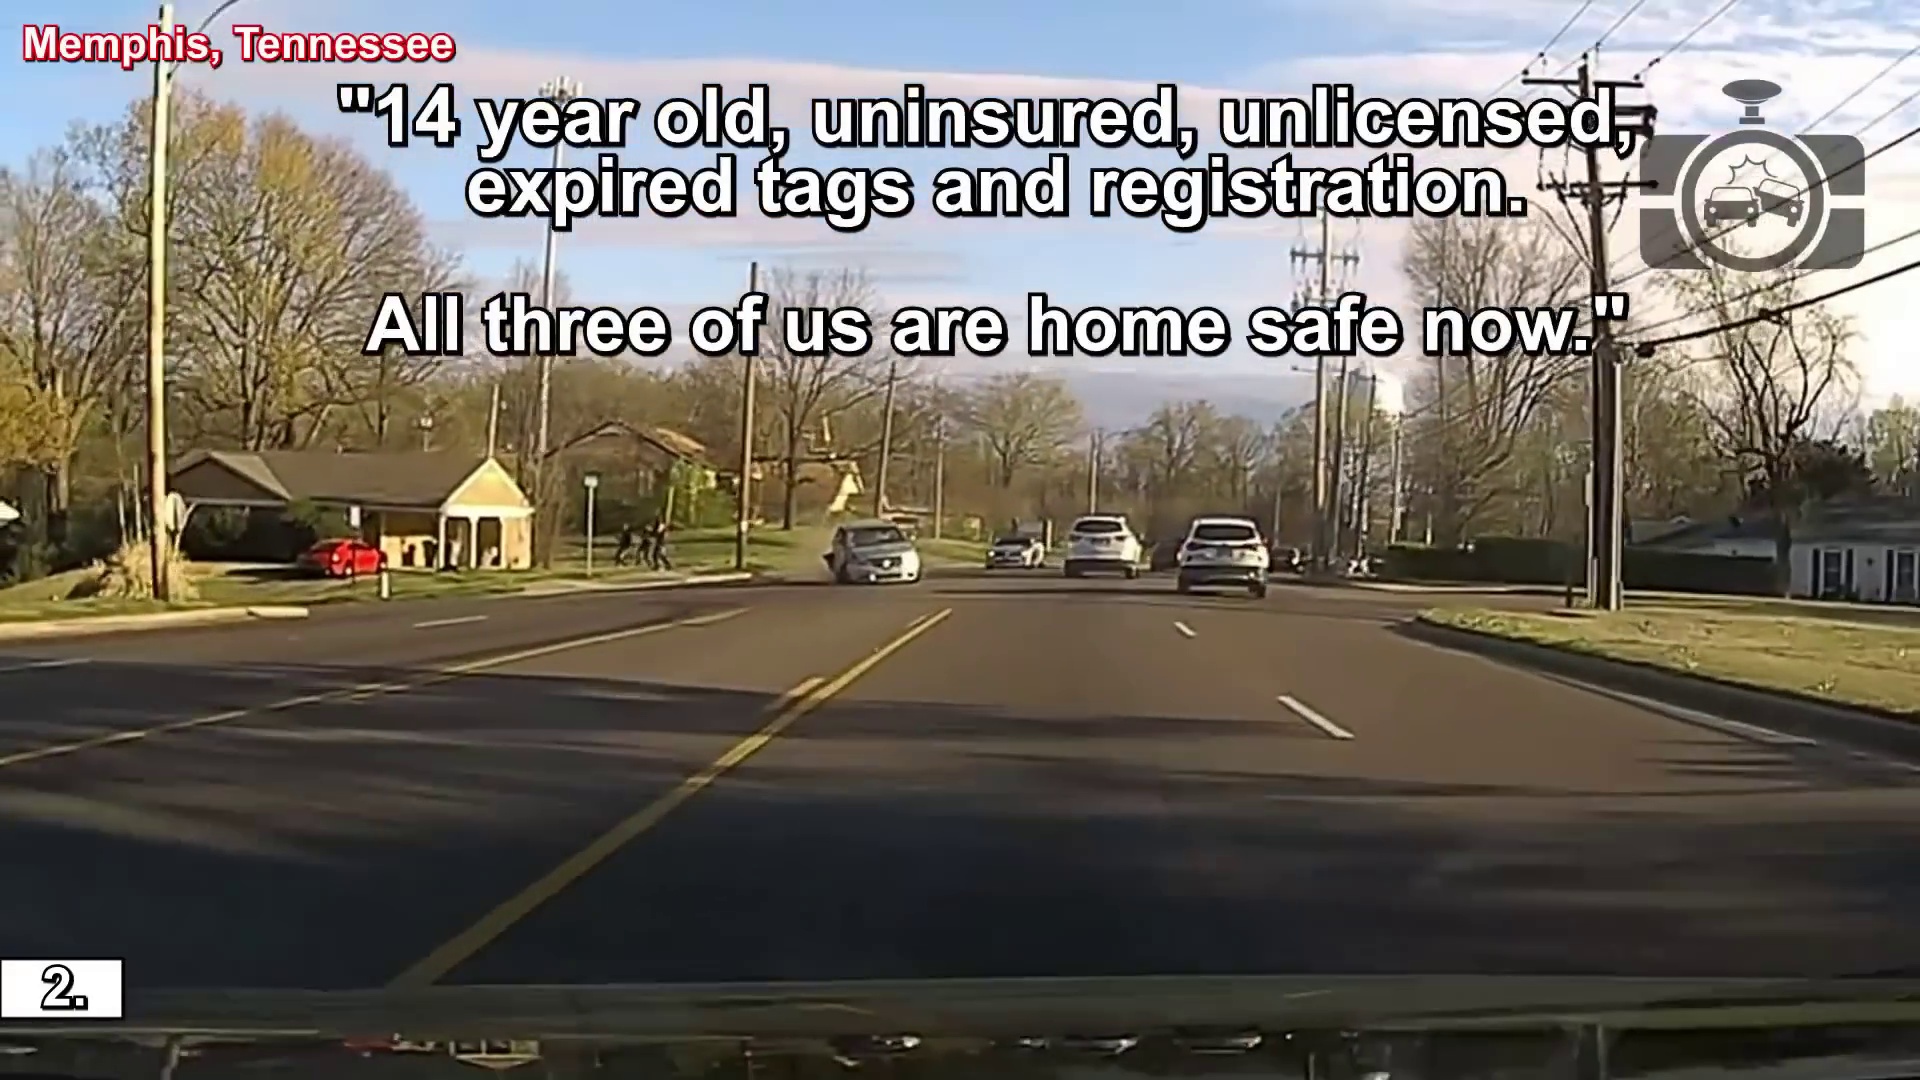 Memphis, Tennessee
"14 year old, uninsured, unlicensed,
expired tags and registration.
All three of us are home safe now."
2.